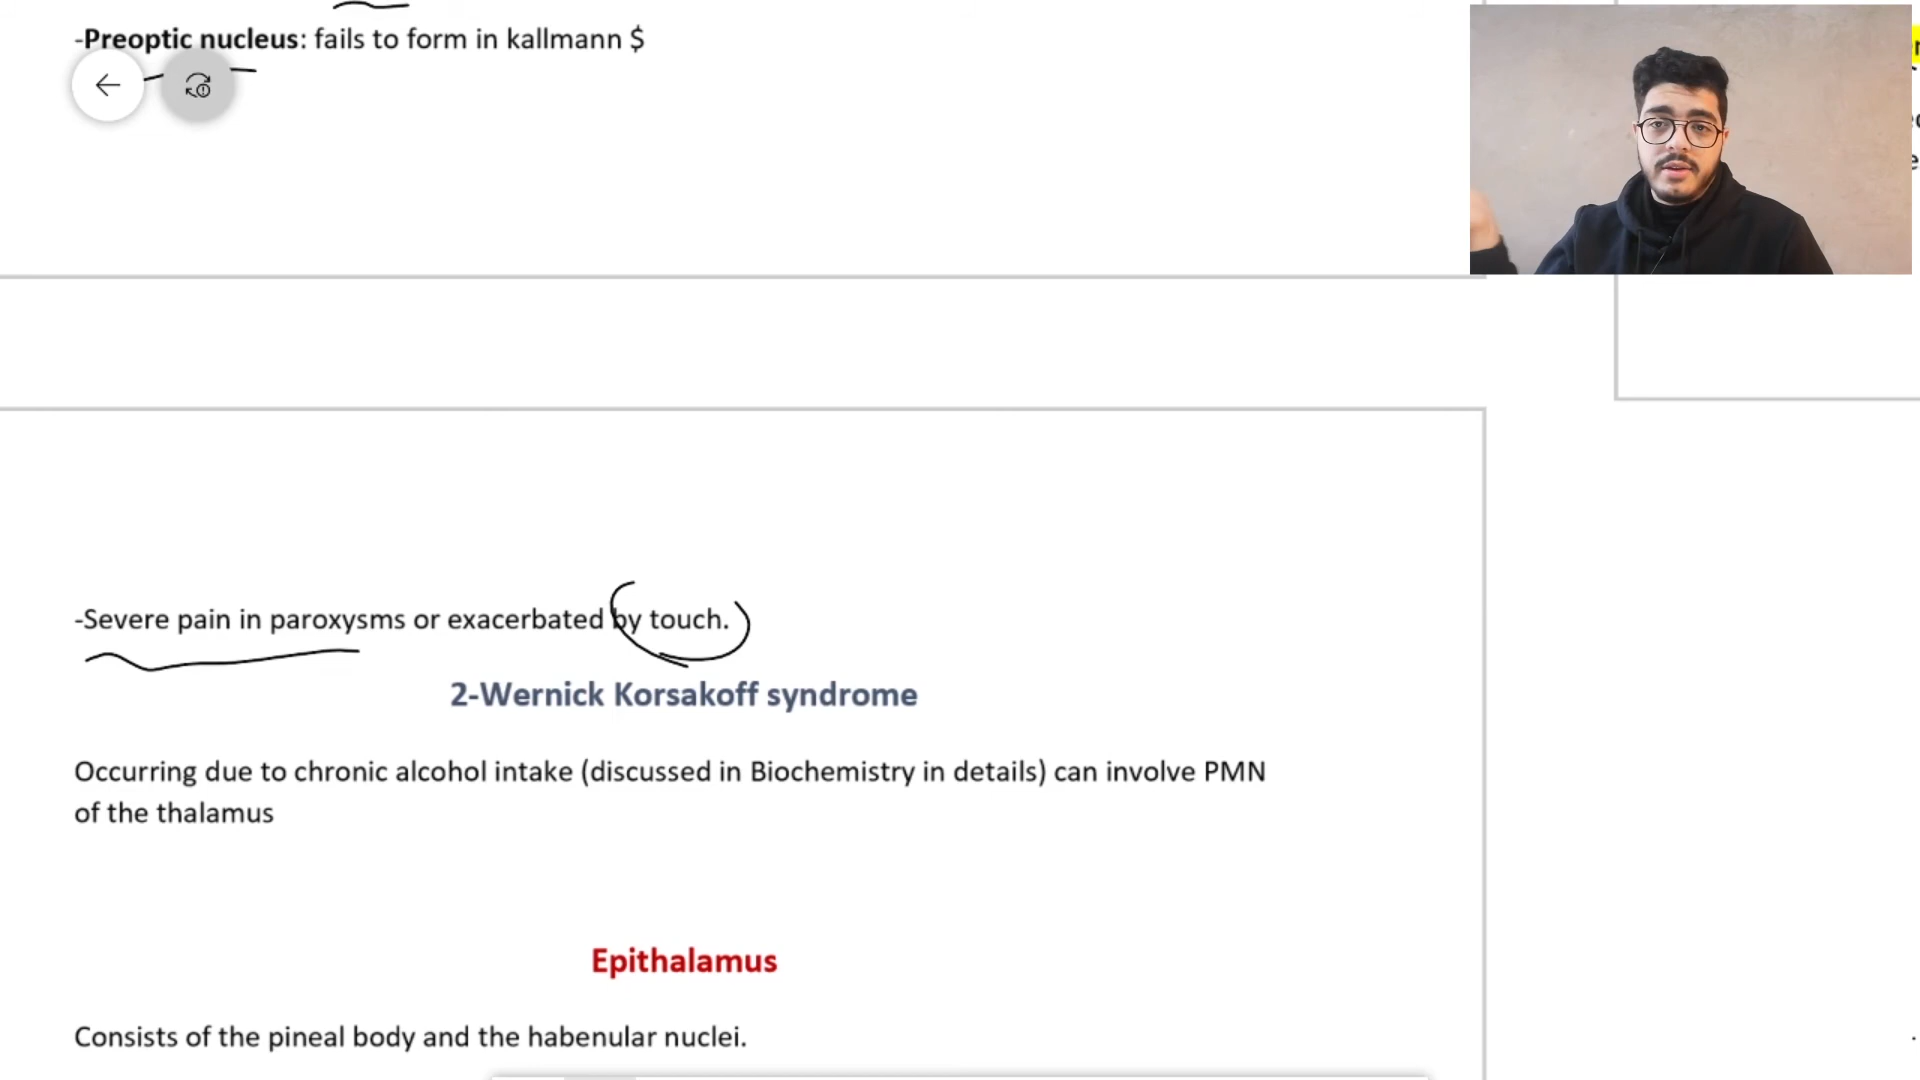 -Preoptic nucleus: fails to form in kallmann $
-Severe pain in paroxysms or exacerbated by touch.
2-Wernick Korsakoff syndrome
Occurring due to chronic alcohol intake (discussed in Biochemistry in details) can involve PMN
of the thalamus
Epithalamus
Consists of the pineal body and the habenular nuclei.